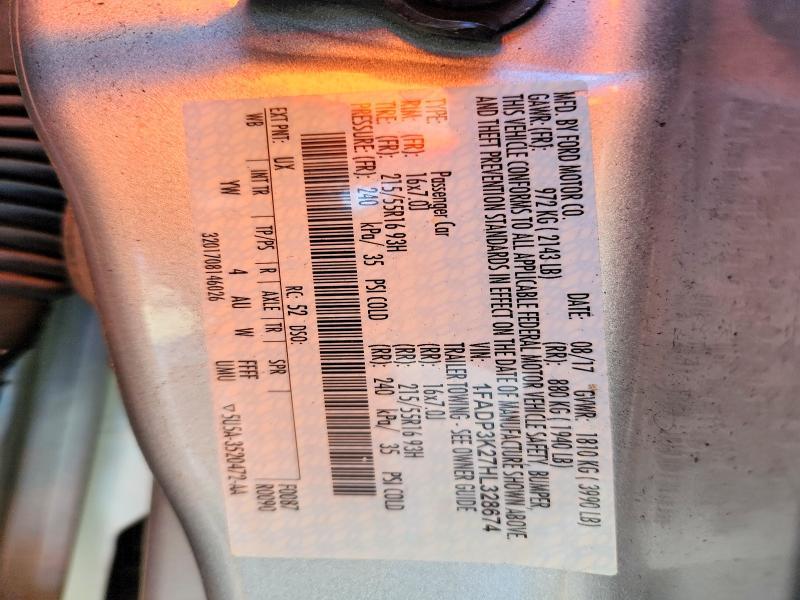 MFD. BY FORD MOTOR CO.
DATE: 08/17 GVWR: 1810 KG (3990 LB)
GAWR: (FR): 972 KG (2143 LB) (RR): 880 KG (1940 LB)
THIS VEHICLE CONFORMS TO ALL APPLICABLE FEDERAL MOTOR VEHICLE SAFETY, BUMPER,
AND THEFT PREVENTION STANDARDS IN EFFECT ON THE DATE OF MANUFACTURE SHOWN ABOVE.
VIN: 1FADP3K27HL328674
TYPE: Passenger Car TRAILER TOWING - SEE OWNER GUIDE
RIM: (FR): 16x7.0J (RR): 16x7.0J
TIRE: (FR): 215/55R16 93H (RR): 215/55R16 93H
PRESSURE: (FR): 240 kPa/ 35 PSI COLD (RR): 240 kPa/ 35 PSI COLD
EXT PNT: UX RC: 52 DSO: F0087
WB | INT TR | TP/PS | R | AXLE | TR | SPR | R0090
YW 4 AU W FFFF
UNU
3201708146026 5U5A-3520472-AA